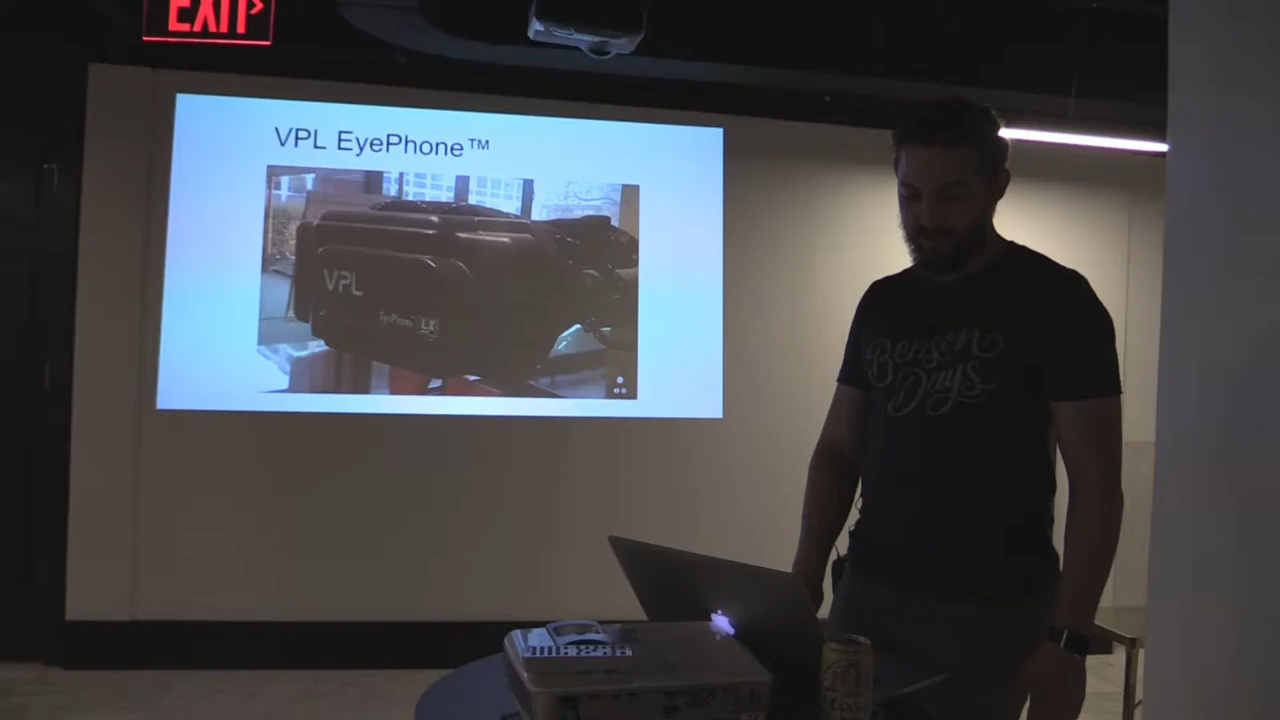 EXIT
VPL EyePhone™
VPL
EyePhone LX
Benson
Days